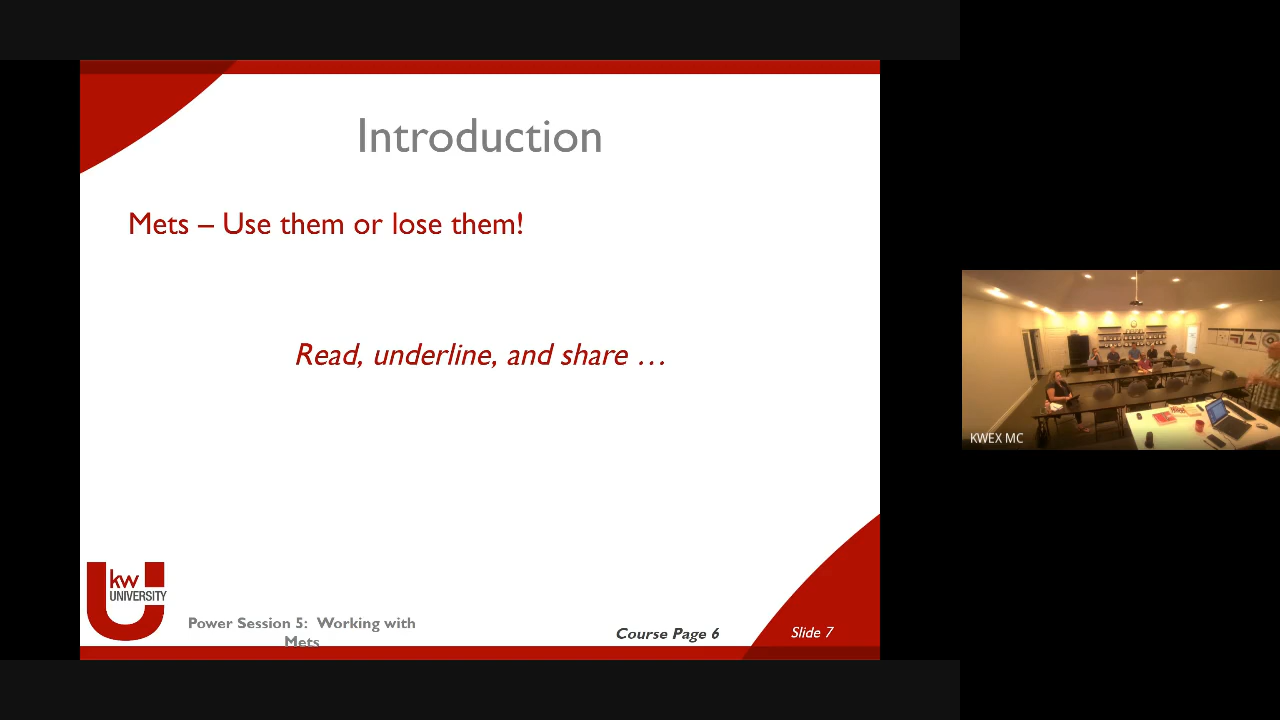 Introduction
Mets – Use them or lose them!
Read, underline, and share …
kw
UNIVERSITY
Power Session 5:  Working with
Mets
Course Page 6
Slide 7
KWEX MC